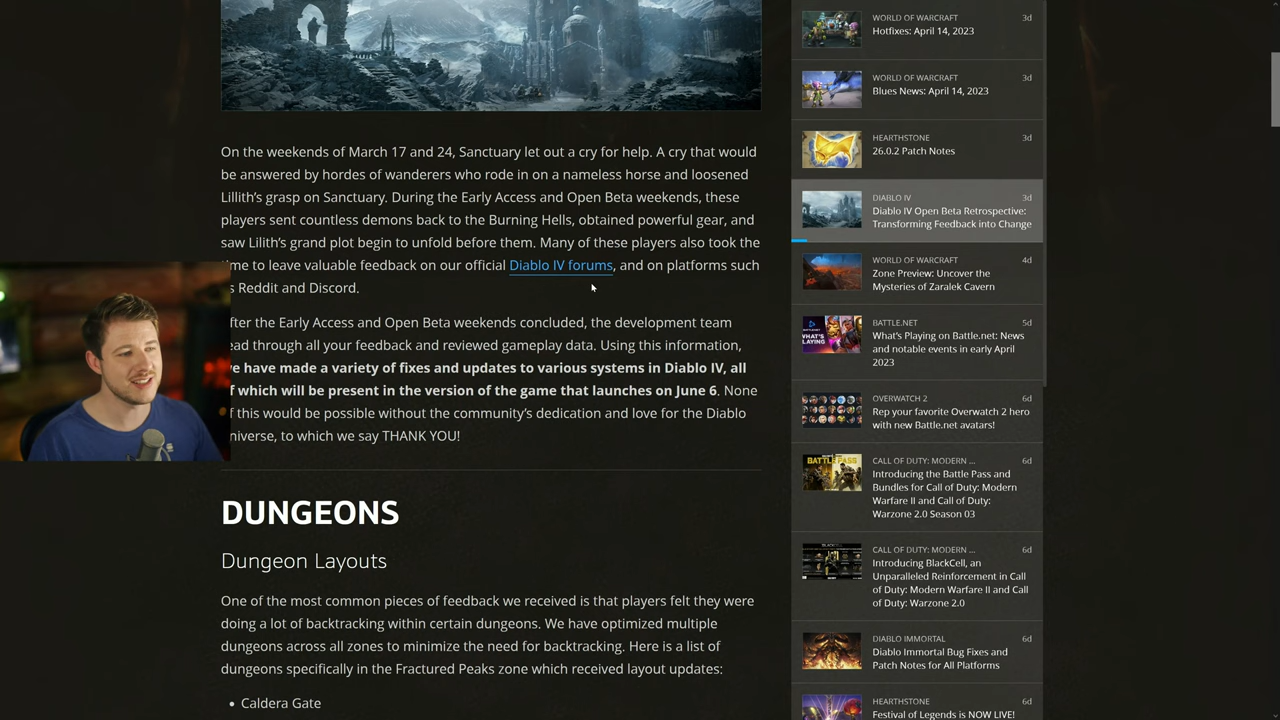 On the weekends of March 17 and 24, Sanctuary let out a cry for help. A cry that would
be answered by hordes of wanderers who rode in on a nameless horse and loosened
Lillith's grasp on Sanctuary. During the Early Access and Open Beta weekends, these
players sent countless demons back to the Burning Hells, obtained powerful gear, and
saw Lilith's grand plot begin to unfold before them. Many of these players also took the
me to leave valuable feedback on our official Diablo IV forums, and on platforms such
s Reddit and Discord.
fter the Early Access and Open Beta weekends concluded, the development team
ead through all your feedback and reviewed gameplay data. Using this information,
e have made a variety of fixes and updates to various systems in Diablo IV, all
f which will be present in the version of the game that launches on June 6. None
f this would be possible without the community's dedication and love for the Diablo
niverse, to which we say THANK YOU!
DUNGEONS
Dungeon Layouts
One of the most common pieces of feedback we received is that players felt they were
doing a lot of backtracking within certain dungeons. We have optimized multiple
dungeons across all zones to minimize the need for backtracking. Here is a list of
dungeons specifically in the Fractured Peaks zone which received layout updates:
• Caldera Gate
WORLD OF WARCRAFT 3d
Hotfixes: April 14, 2023
WORLD OF WARCRAFT 3d
Blues News: April 14, 2023
HEARTHSTONE 3d
26.0.2 Patch Notes
DIABLO IV 3d
Diablo IV Open Beta Retrospective:
Transforming Feedback into Change
WORLD OF WARCRAFT 4d
Zone Preview: Uncover the
Mysteries of Zaralek Cavern
BATTLE.NET 5d
WHAT'S
PLAYING
What's Playing on Battle.net: News
and notable events in early April
2023
OVERWATCH 2 6d
Rep your favorite Overwatch 2 hero
with new Battle.net avatars!
CALL OF DUTY: MODERN ... 6d
BATTLE PASS
Introducing the Battle Pass and
Bundles for Call of Duty: Modern
Warfare II and Call of Duty:
Warzone 2.0 Season 03
CALL OF DUTY: MODERN ... 6d
BLACKCELL
Introducing BlackCell, an
Unparalleled Reinforcement in Call
of Duty: Modern Warfare II and Call
of Duty: Warzone 2.0
DIABLO IMMORTAL 6d
Diablo Immortal Bug Fixes and
Patch Notes for All Platforms
HEARTHSTONE 6d
Festival of Legends is NOW LIVE!